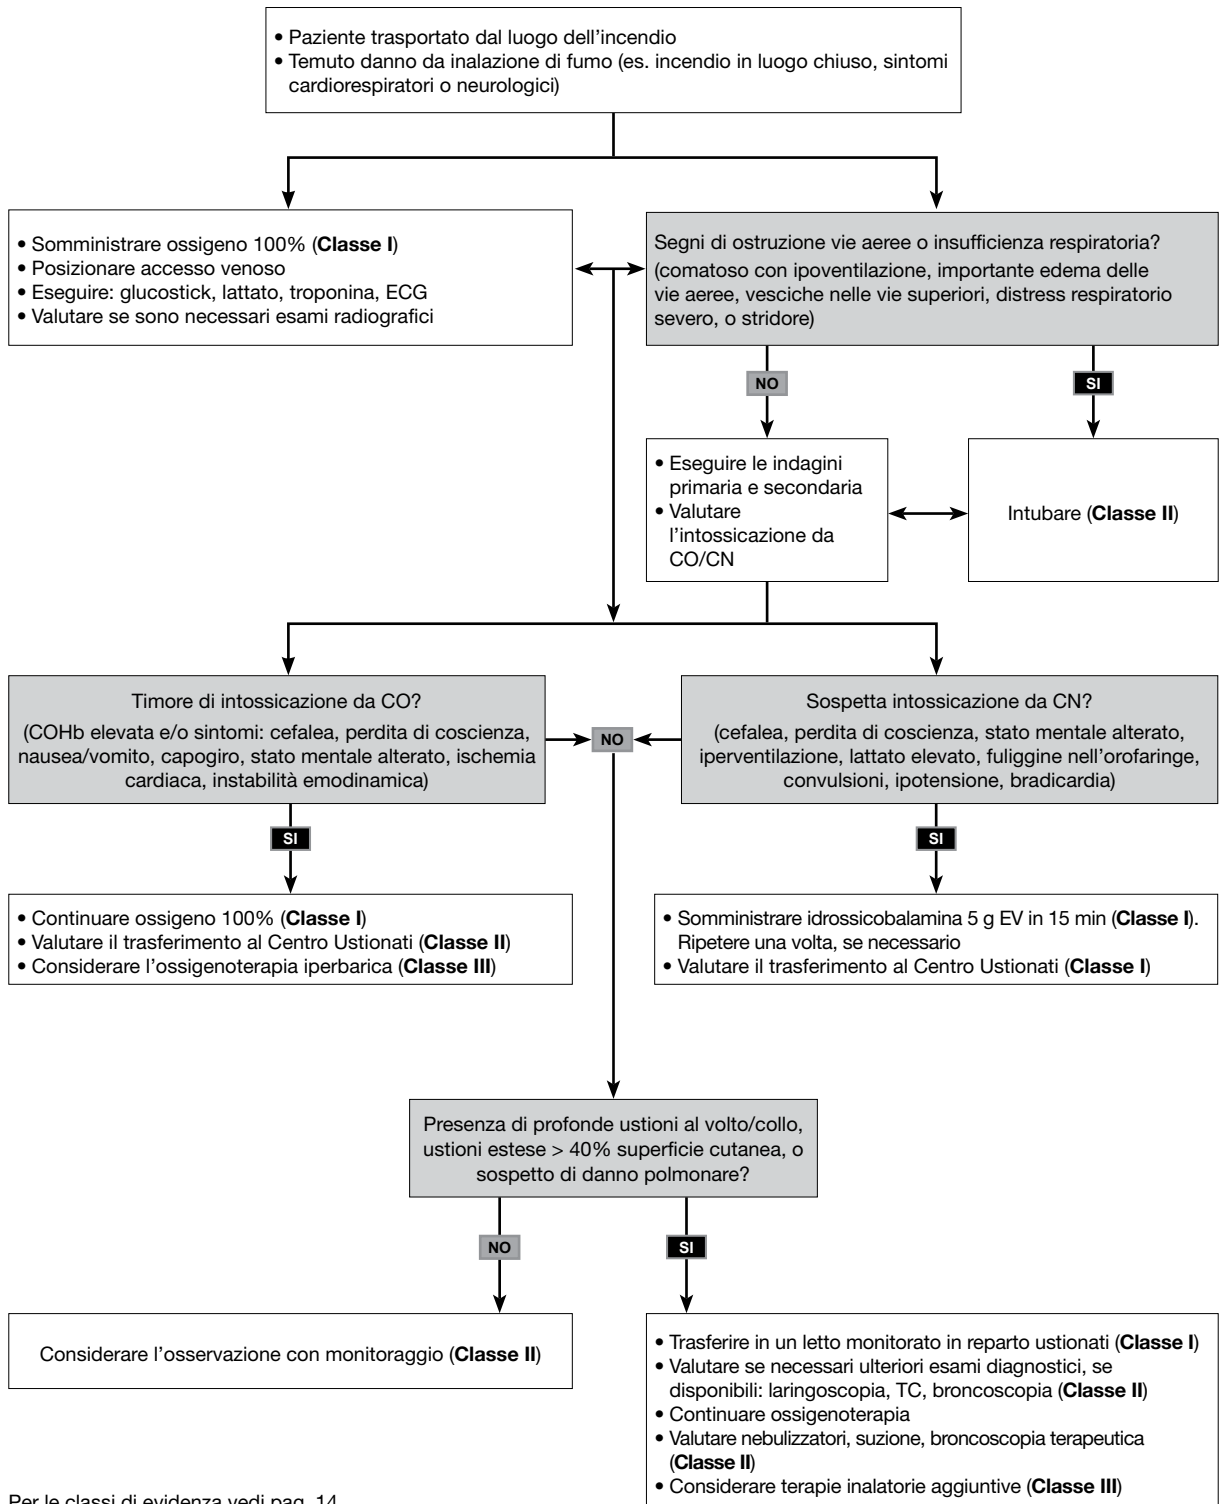 • Paziente trasportato dal luogo dell’incendio
• Temuto danno da inalazione di fumo (es. incendio in luogo chiuso, sintomi
cardiorespiratori o neurologici)
• Somministrare ossigeno 100% (Classe I)
• Posizionare accesso venoso
• Eseguire: glucostick, lattato, troponina, ECG
• Valutare se sono necessari esami radiografici
Segni di ostruzione vie aeree o insufficienza respiratoria?
(comatoso con ipoventilazione, importante edema delle
vie aeree, vesciche nelle vie superiori, distress respiratorio
severo, o stridore)
NO
SI
• Eseguire le indagini
primaria e secondaria
• Valutare
l’intossicazione da
CO/CN
Intubare (Classe II)
Timore di intossicazione da CO?
(COHb elevata e/o sintomi: cefalea, perdita di coscienza,
nausea/vomito, capogiro, stato mentale alterato, ischemia
cardiaca, instabilità emodinamica)
NO
Sospetta intossicazione da CN?
(cefalea, perdita di coscienza, stato mentale alterato,
iperventilazione, lattato elevato, fuliggine nell’orofaringe,
convulsioni, ipotensione, bradicardia)
SI
SI
• Continuare ossigeno 100% (Classe I)
• Valutare il trasferimento al Centro Ustionati (Classe II)
• Considerare l’ossigenoterapia iperbarica (Classe III)
• Somministrare idrossicobalamina 5 g EV in 15 min (Classe I).
Ripetere una volta, se necessario
• Valutare il trasferimento al Centro Ustionati (Classe I)
Presenza di profonde ustioni al volto/collo,
ustioni estese > 40% superficie cutanea, o
sospetto di danno polmonare?
NO
SI
Considerare l’osservazione con monitoraggio (Classe II)
• Trasferire in un letto monitorato in reparto ustionati (Classe I)
• Valutare se necessari ulteriori esami diagnostici, se
disponibili: laringoscopia, TC, broncoscopia (Classe II)
• Continuare ossigenoterapia
• Valutare nebulizzatori, suzione, broncoscopia terapeutica
(Classe II)
• Considerare terapie inalatorie aggiuntive (Classe III)
Per le classi di evidenza vedi pag. 14